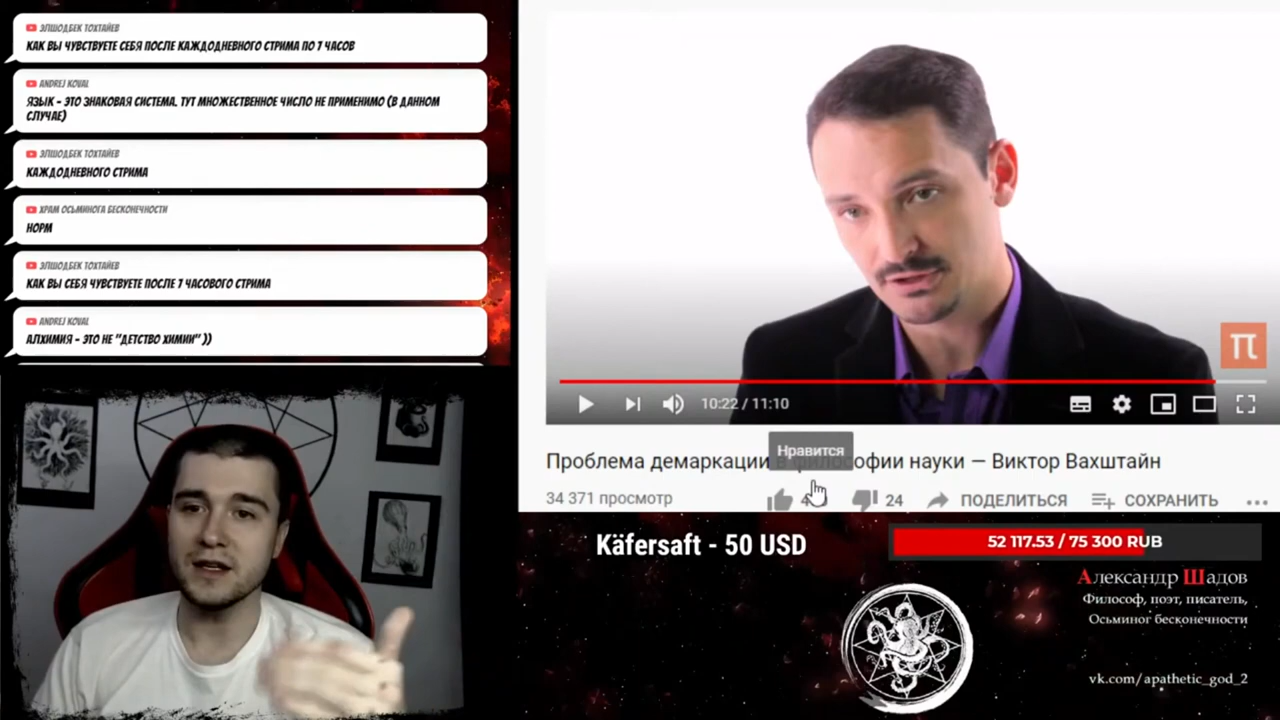 ЭЛШОДБЕК ТОХТАЙЕВ
КАК ВЫ ЧУВСТВУЕТЕ СЕБЯ ПОСЛЕ КАЖДОДНЕВНОГО СТРИМА ПО 7 ЧАСОВ
ANDREJ KOVAL
ЯЗЫК - ЭТО ЗНАКОВАЯ СИСТЕМА. ТУТ МНОЖЕСТВЕННОЕ ЧИСЛО НЕ ПРИМЕНИМО (В ДАННОМ
СЛУЧАЕ)
ЭЛШОДБЕК ТОХТАЙЕВ
КАЖДОДНЕВНОГО СТРИМА
ХРАМ ОСЬМИНОГА БЕСКОНЕЧНОСТИ
НОРМ
ЭЛШОДБЕК ТОХТАЙЕВ
КАК ВЫ СЕБЯ ЧУВСТВУЕТЕ ПОСЛЕ 7 ЧАСОВОГО СТРИМА
ANDREJ KOVAL
АЛХИМИЯ - ЭТО НЕ "ДЕТСТВО ХИМИИ" ))
π
10:22 / 11:10
Нравится
Проблема демаркации в философии науки — Виктор Вахштайн
34 371 просмотр
24 ПОДЕЛИТЬСЯ СОХРАНИТЬ
Käfersaft - 50 USD
52 117.53 / 75 300 RUB
Александр Шадов
Философ, поэт, писатель,
Осьминог бесконечности
vk.com/apathetic_god_2